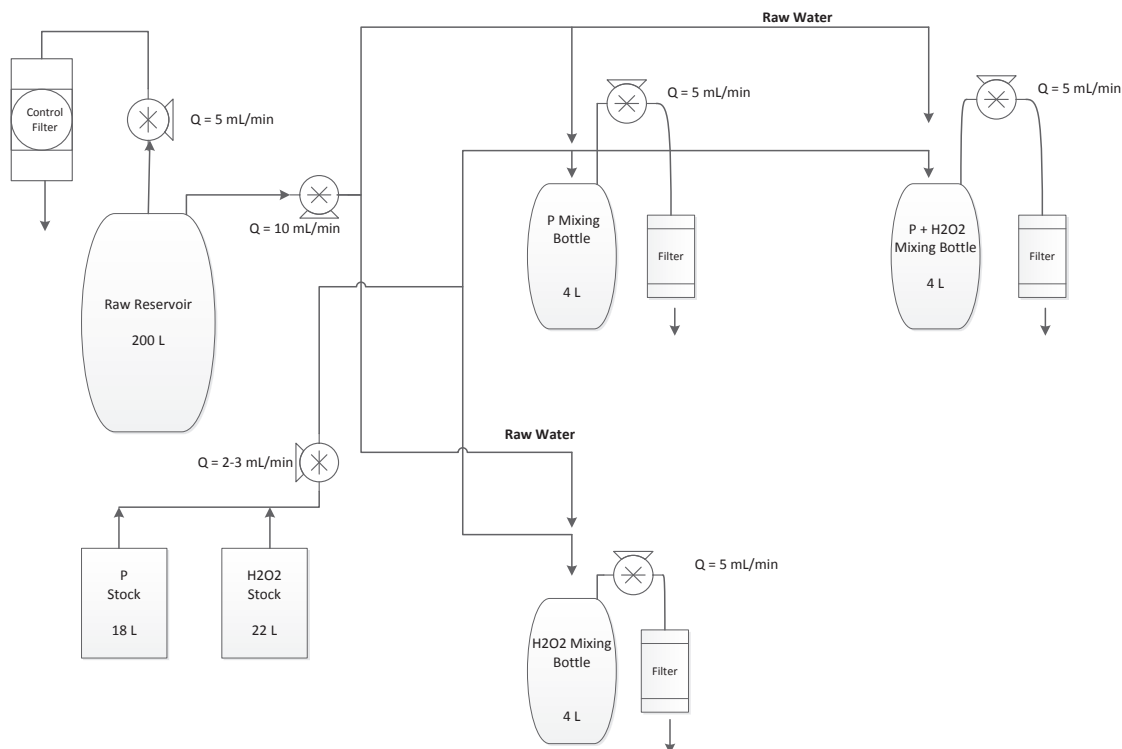 Raw Water
Control
Filter
Q = 5 mL/min
Q = 5 mL/min
Q = 5 mL/min
Q = 10 mL/min
P Mixing
Bottle
4 L
Filter
P + H2O2
Mixing Bottle
4 L
Filter
Raw Reservoir
200 L
Raw Water
Q = 2-3 mL/min
P
Stock
18 L
H2O2
Stock
22 L
Q = 5 mL/min
H2O2 Mixing
Bottle
4 L
Filter